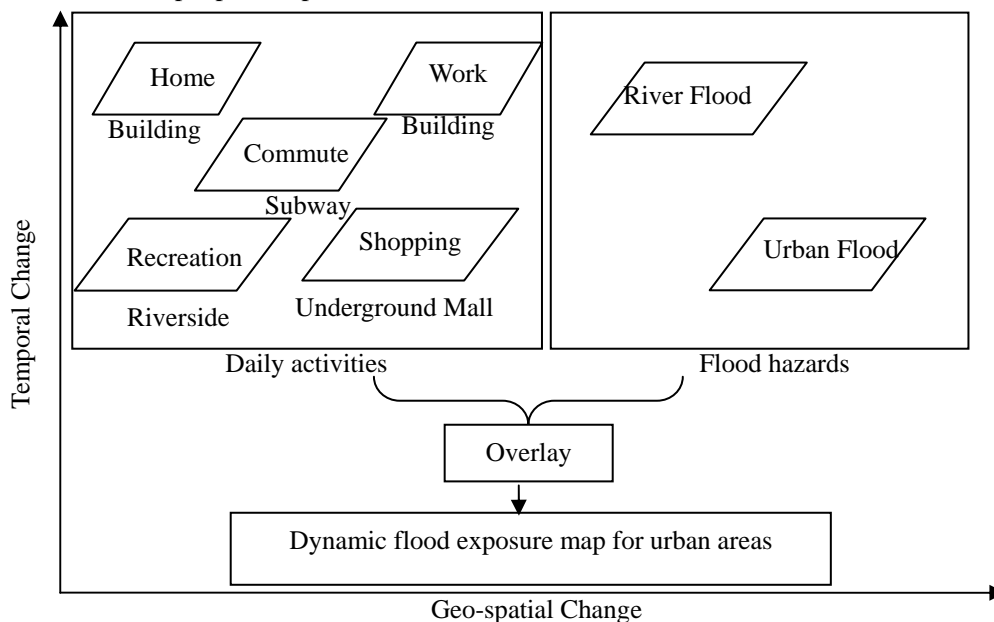 Home
Work
River Flood
Building
Building
Commute
Subway
Recreation
Shopping
Urban Flood
Riverside
Underground Mall
Daily activities
Flood hazards
Temporal Change
Overlay
Dynamic flood exposure map for urban areas
Geo-spatial Change